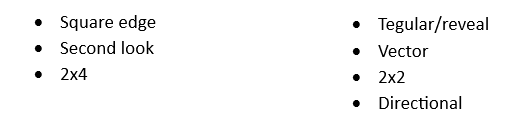 • Square edge
• Second look
• 2x4
• Tegular/reveal
• Vector
• 2x2
• Directional